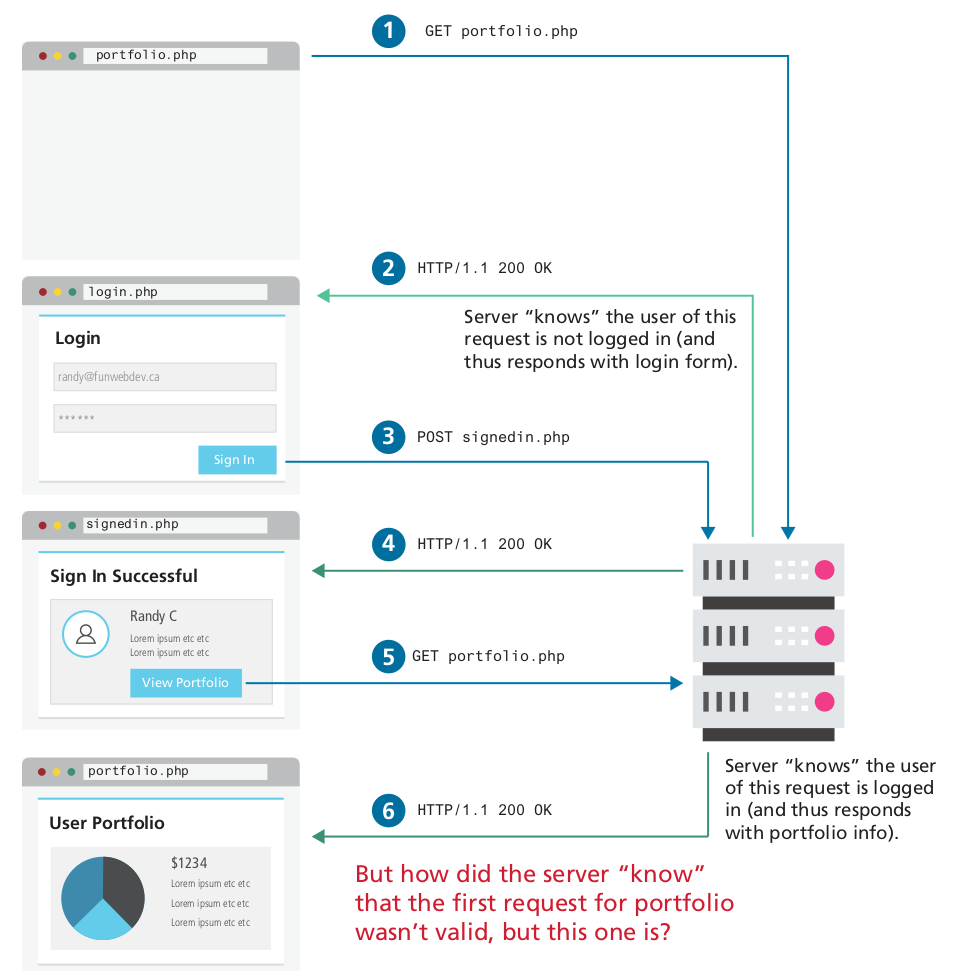 1 GET portfolio.php
portfolio.php
2 HTTP/1.1 200 OK
login.php
Server “knows” the user of this
request is not logged in (and
thus responds with login form).
Login
randy@funwebdev.ca
******
Sign In
3 POST signedin.php
signedin.php
4 HTTP/1.1 200 OK
Sign In Successful
Randy C
Lorem ipsum etc etc
Lorem ipsum etc etc
View Portfolio
5 GET portfolio.php
Server “knows” the user
of this request is logged
in (and thus responds
with portfolio info).
portfolio.php
6 HTTP/1.1 200 OK
User Portfolio
$1234
Lorem ipsum etc etc
Lorem ipsum etc etc
Lorem ipsum etc etc
But how did the server “know”
that the first request for portfolio
wasn’t valid, but this one is?